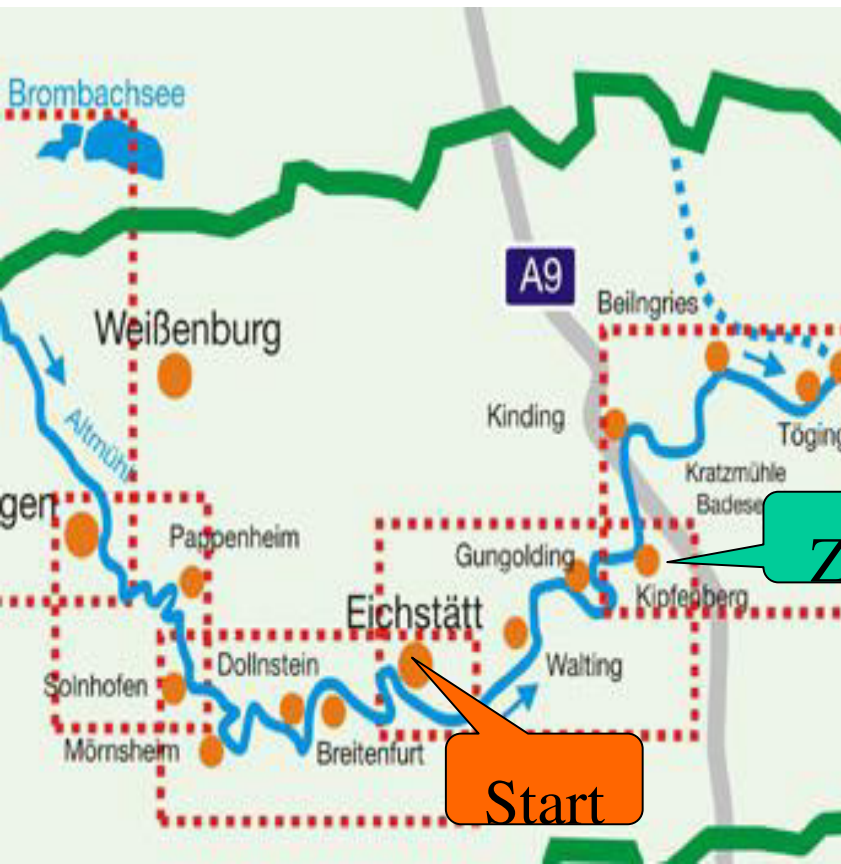 Brombachsee
A9
Weißenburg
Beilngries
Altmühl
Kinding
Töging
Kratzmühle
Badese
gen
Pappenheim
Gungolding
Z
Kipfenberg
Eichstätt
Dollnstein
Walting
Solnhofen
Mörnsheim
Breitenfurt
Start